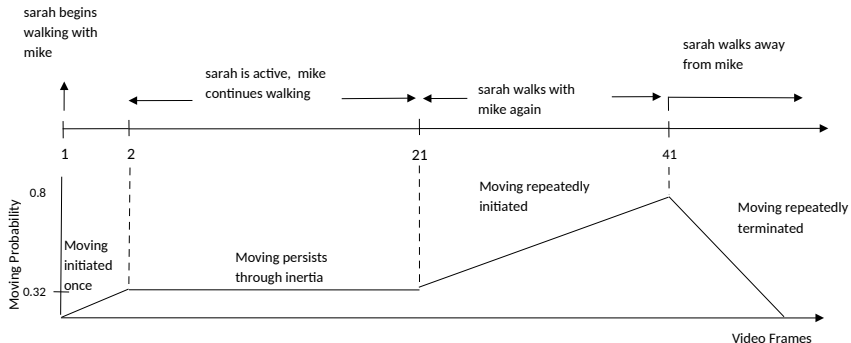 sarah begins
walking with
mike
sarah is active,  mike
continues walking
sarah walks with
mike again
sarah walks away
from mike
1
2
21
41
Moving Probability
0.8
0.32
Moving
initiated
once
Moving persists
through inertia
Moving repeatedly
initiated
Moving repeatedly
terminated
Video Frames